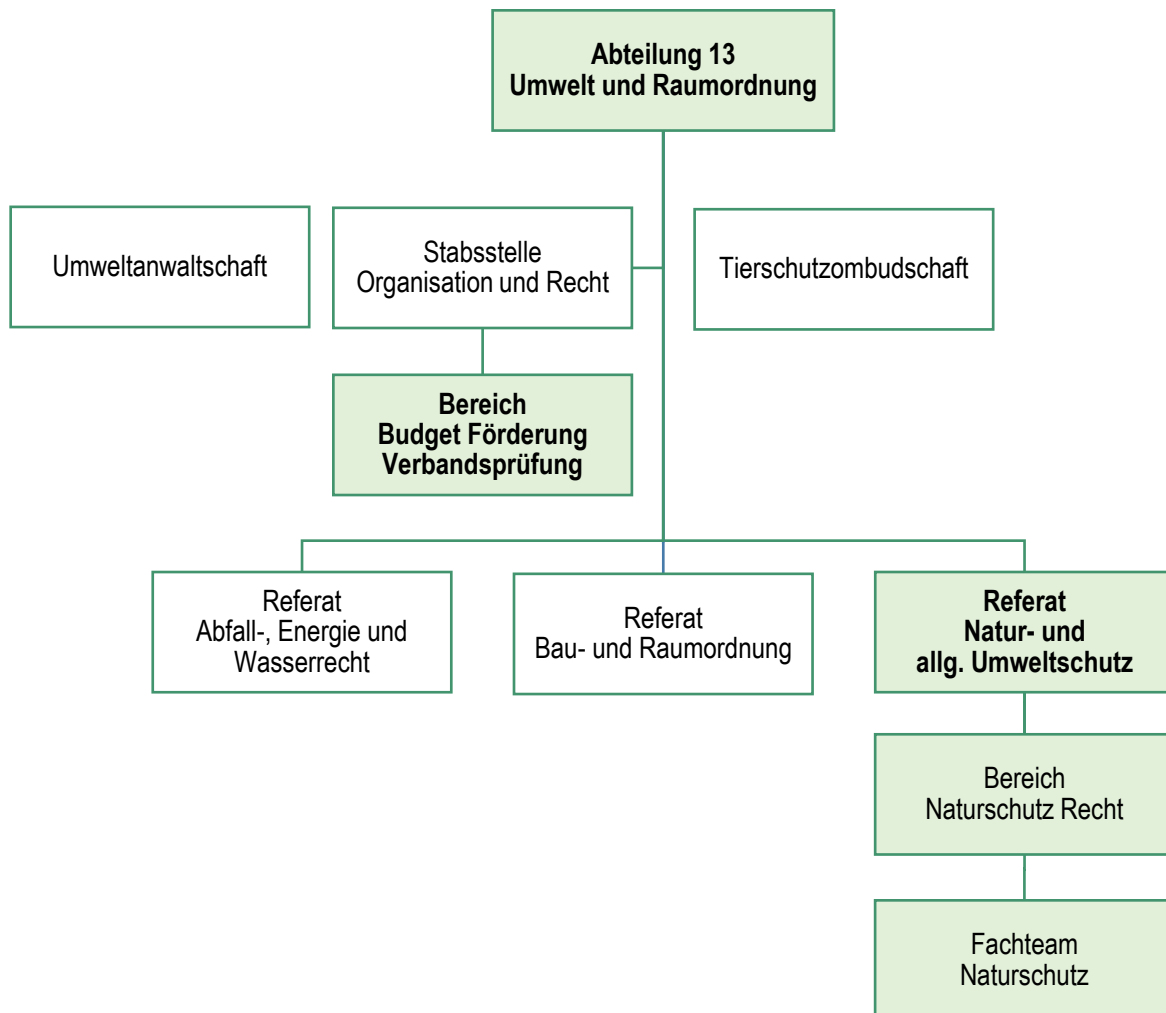 Abteilung 13
Umwelt und Raumordnung
Umweltanwaltschaft
Stabsstelle
Organisation und Recht
Tierschutzombudschaft
Bereich
Budget Förderung
Verbandsprüfung
Referat
Abfall-, Energie und
Wasserrecht
Referat
Bau- und Raumordnung
Referat
Natur- und
allg. Umweltschutz
Bereich
Naturschutz Recht
Fachteam
Naturschutz